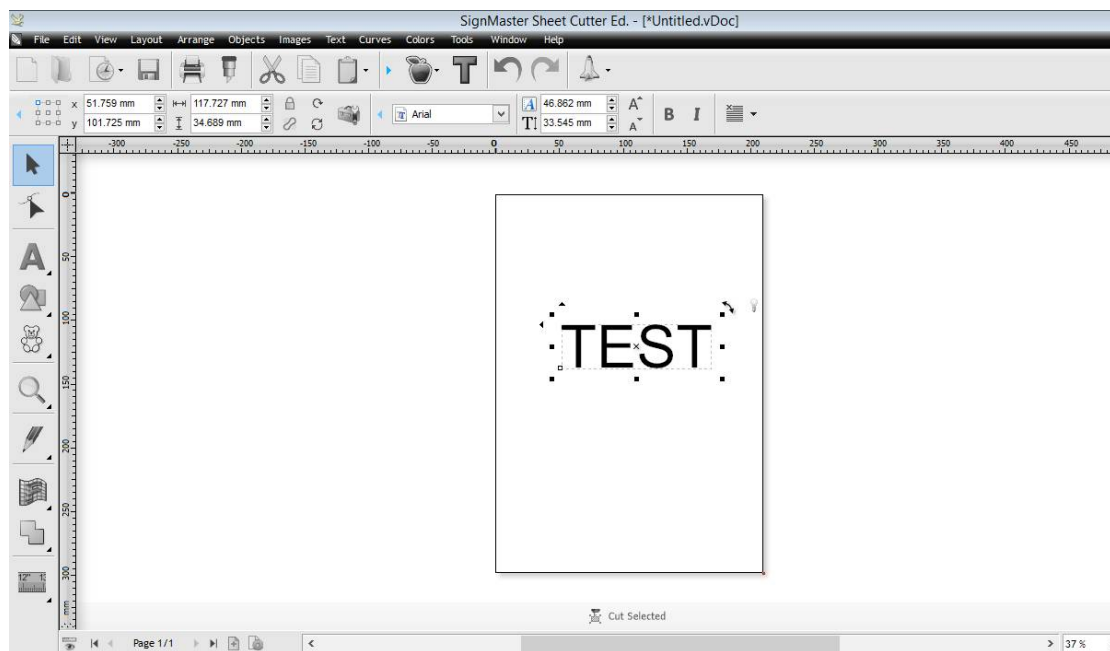 SignMaster Sheet Cutter Ed. - [*Untitled.vDoc]
File Edit View Layout Arrange Objects Images Text Curves Colors Tools Window Help
x 51.759 mm 117.727 mm Arial 46.862 mm B I
y 101.725 mm 34.689 mm 33.545 mm
-300 -250 -200 -150 -100 -50 0 50 100 150 200 250 300 350 400 450
0
50
100
150
200
250
300
mm
TEST
12"
Cut Selected
Page 1/1 37 %